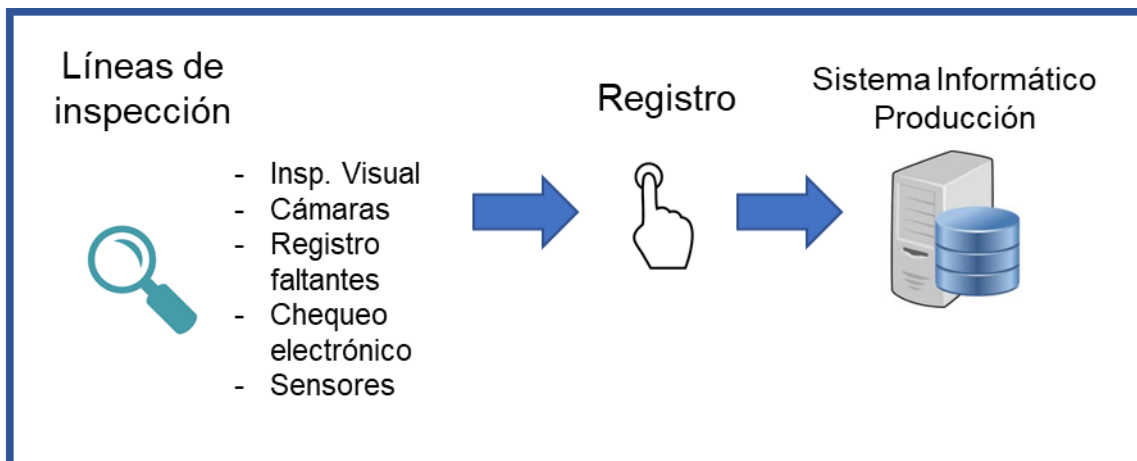 Líneas de
inspección
- Insp. Visual
- Cámaras
- Registro
faltantes
- Chequeo
electrónico
- Sensores
Registro
Sistema Informático
Producción